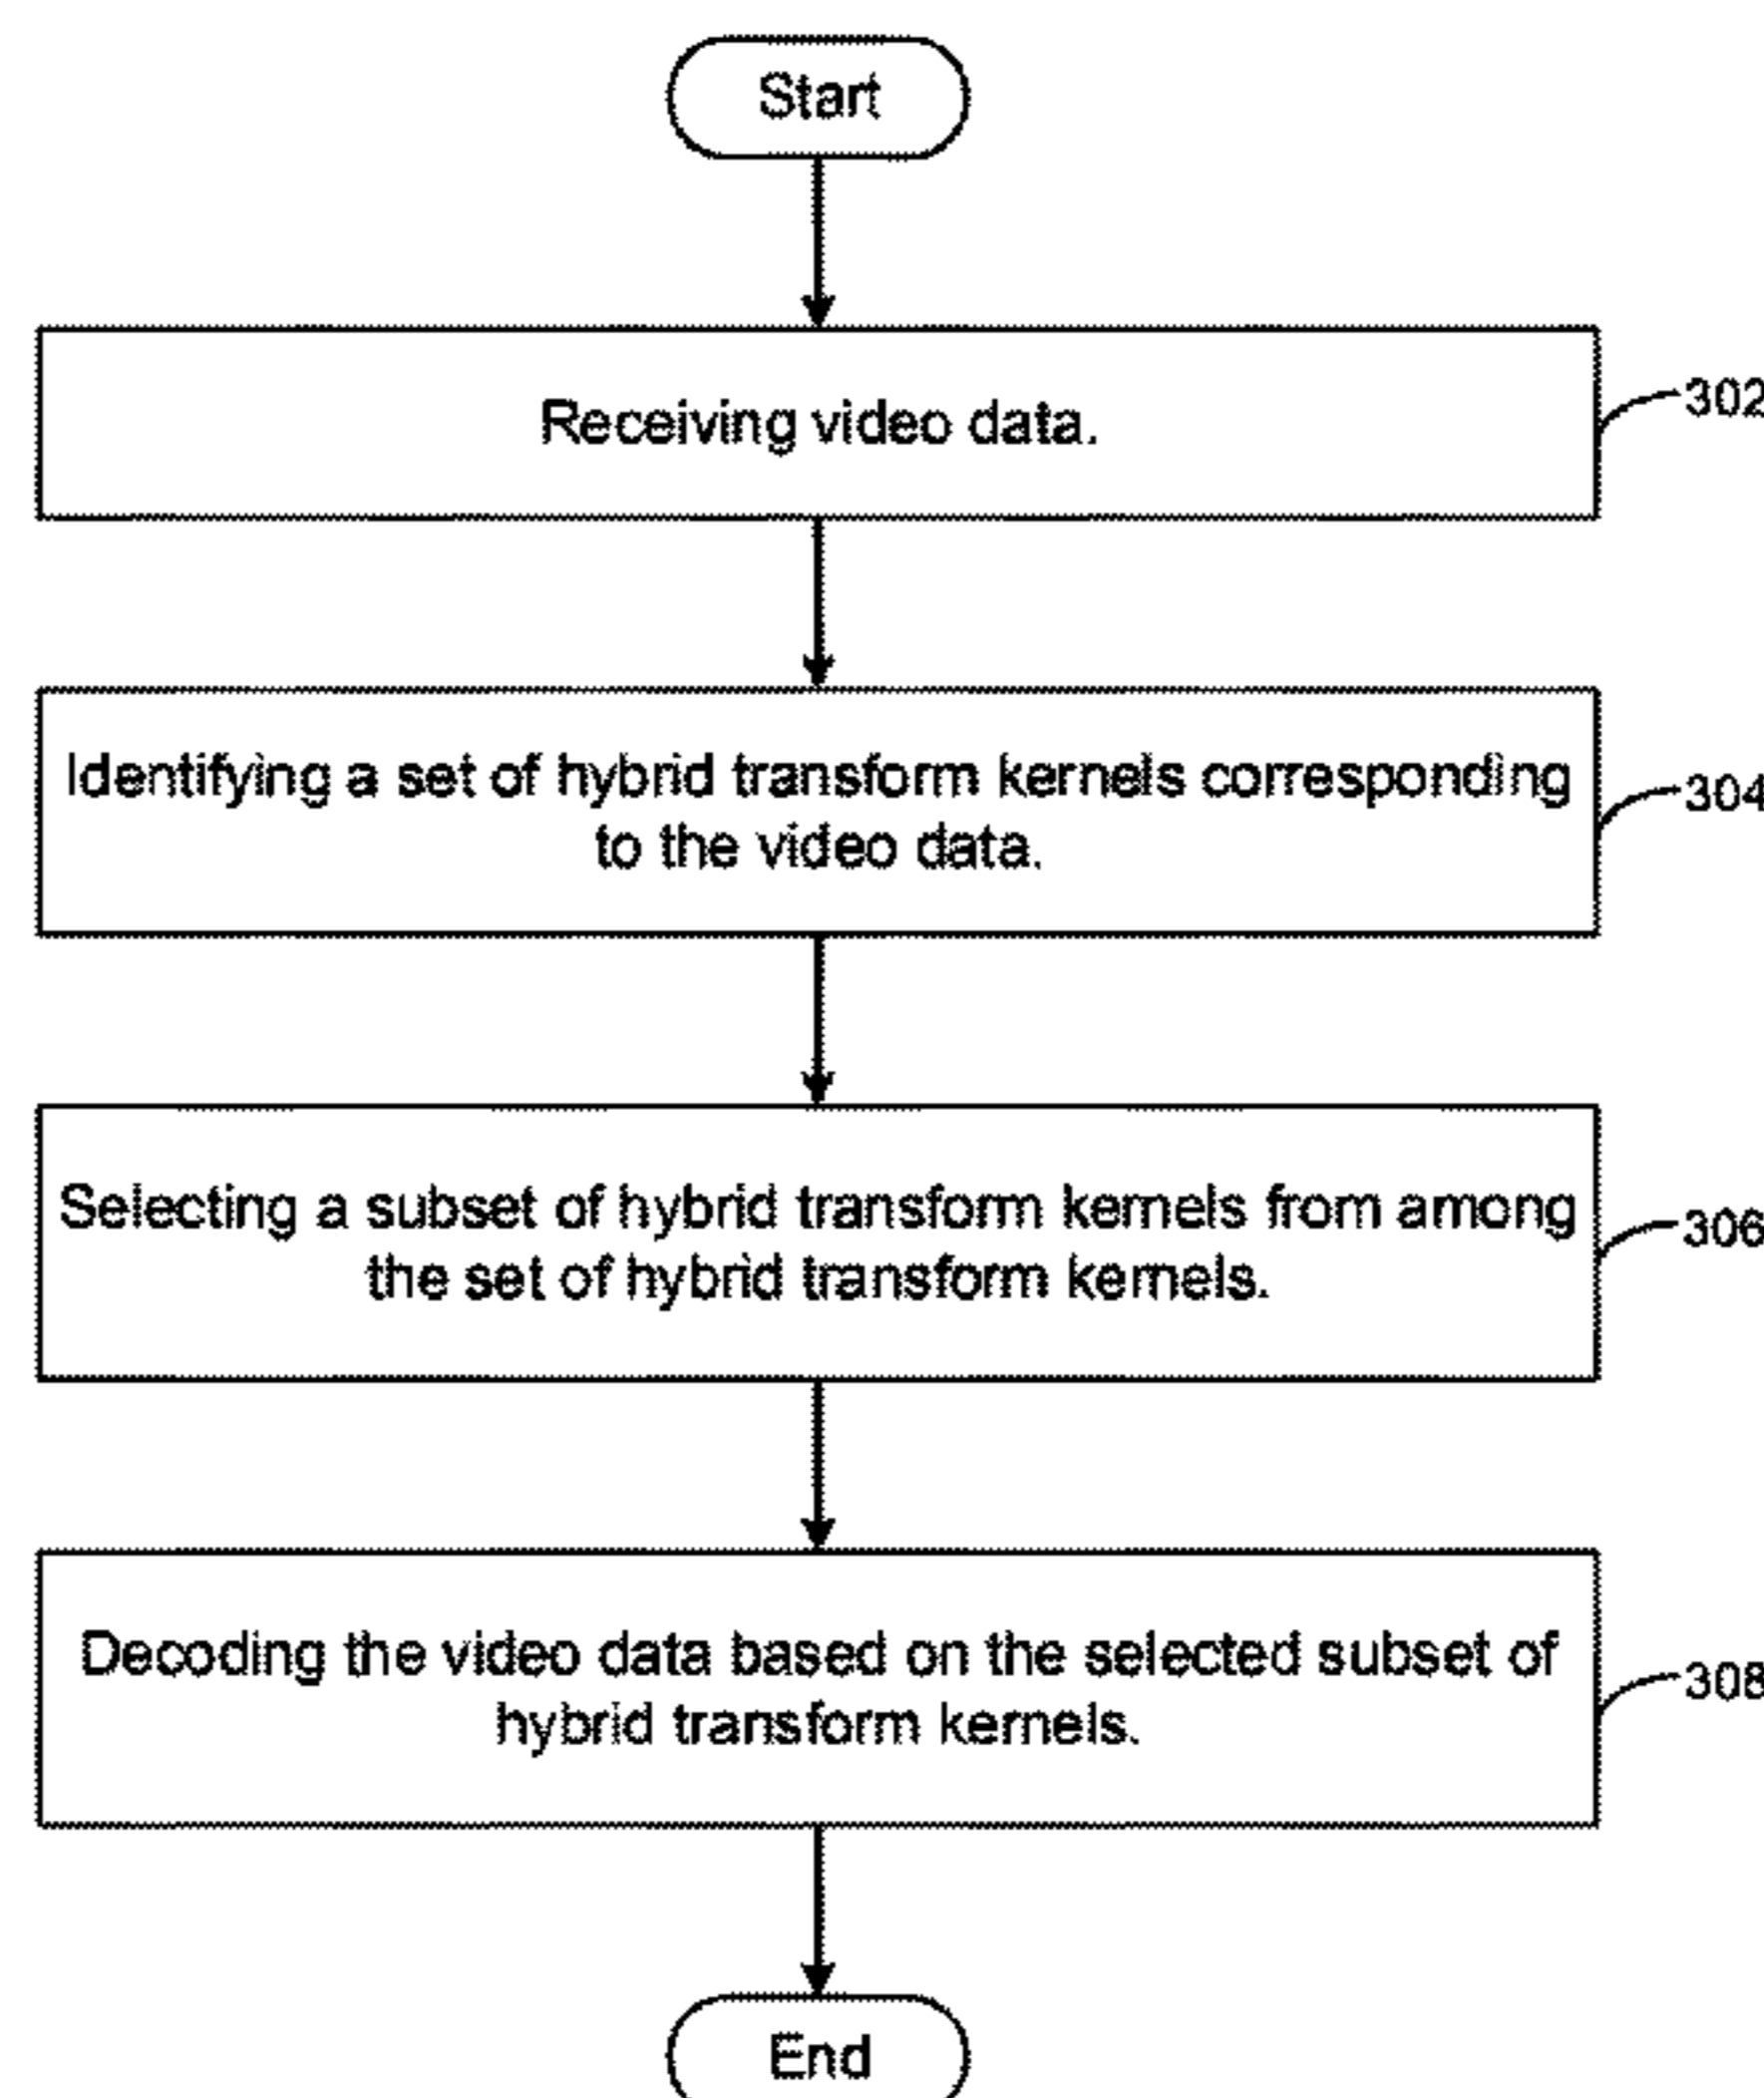 Start
Receiving video data.
302
Identifying a set of hybrid transform kernels corresponding
to the video data.
304
Selecting a subset of hybrid transform kernels from among
the set of hybrid transform kernels.
306
Decoding the video data based on the selected subset of
hybrid transform kernels.
308
End